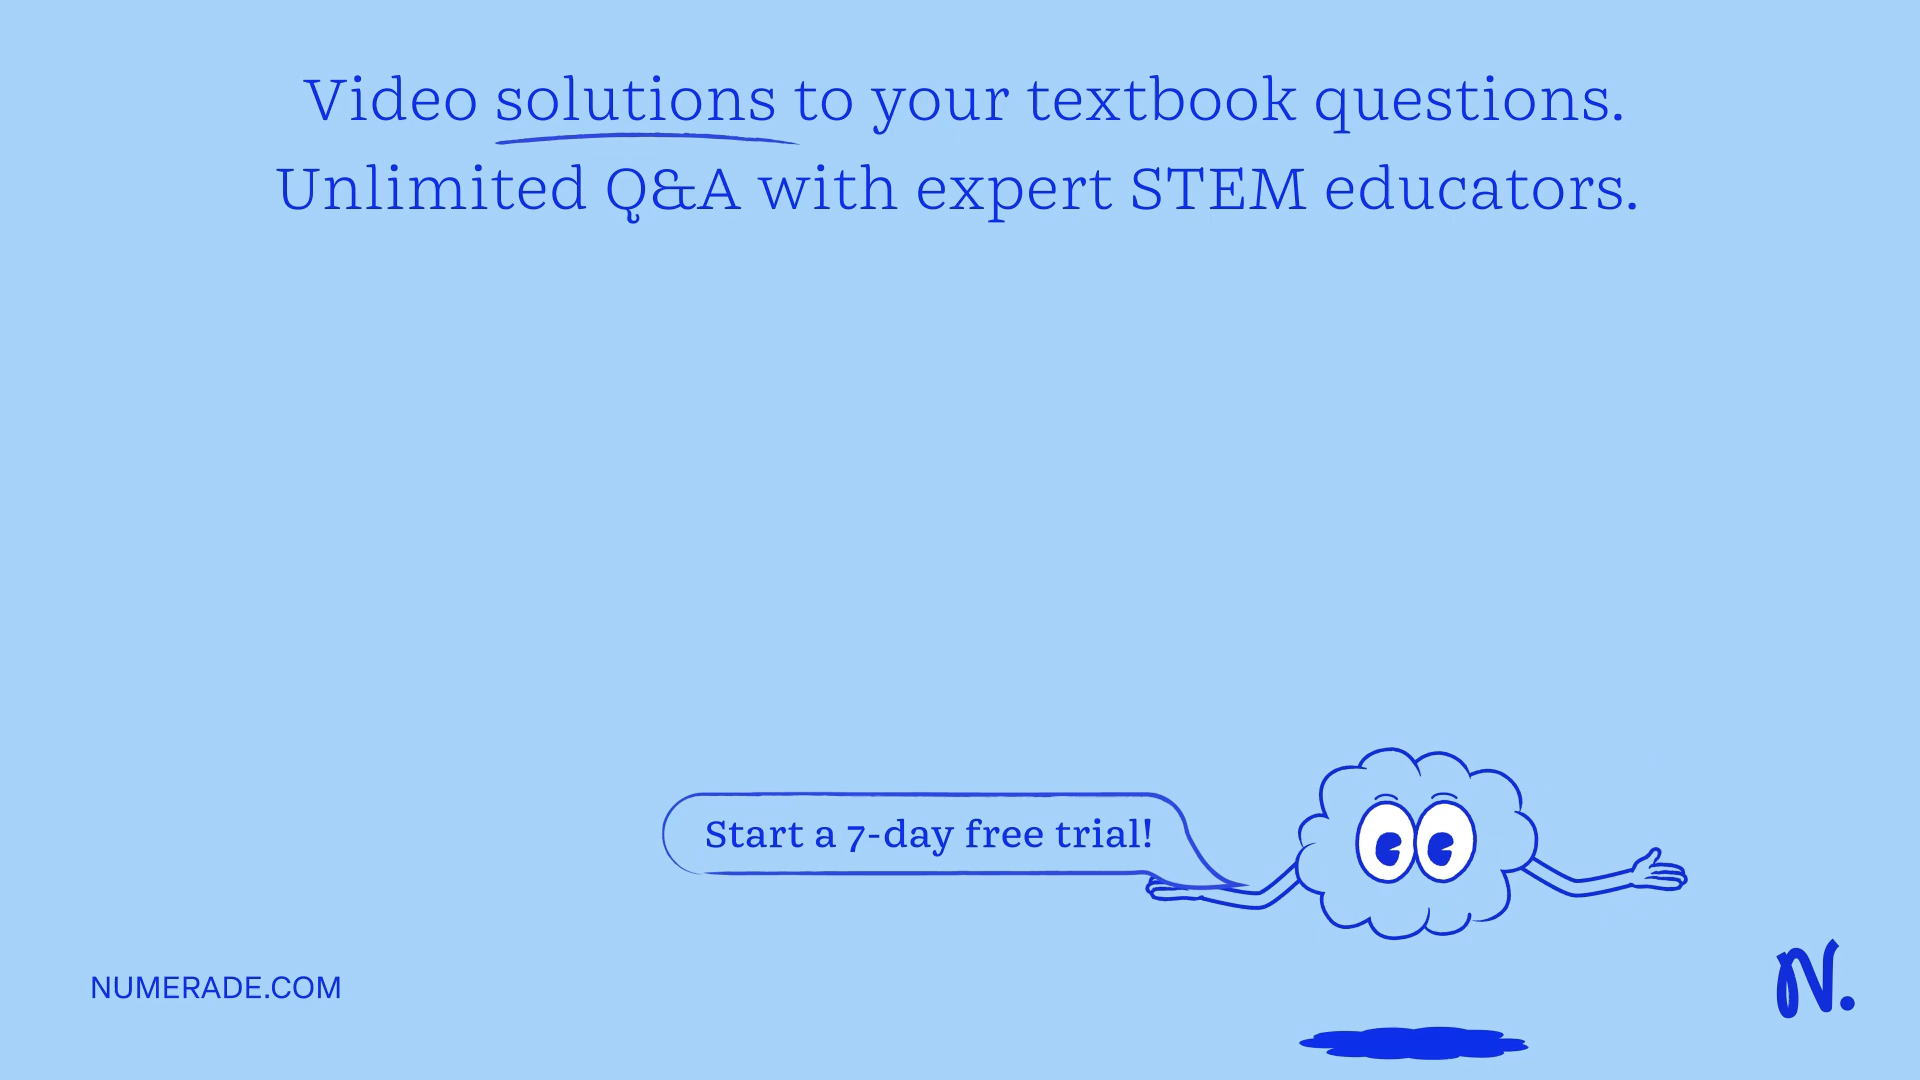 Video solutions to your textbook questions.
Unlimited Q&A with expert STEM educators.
Start a 7-day free trial!
NUMERADE.COM
N.